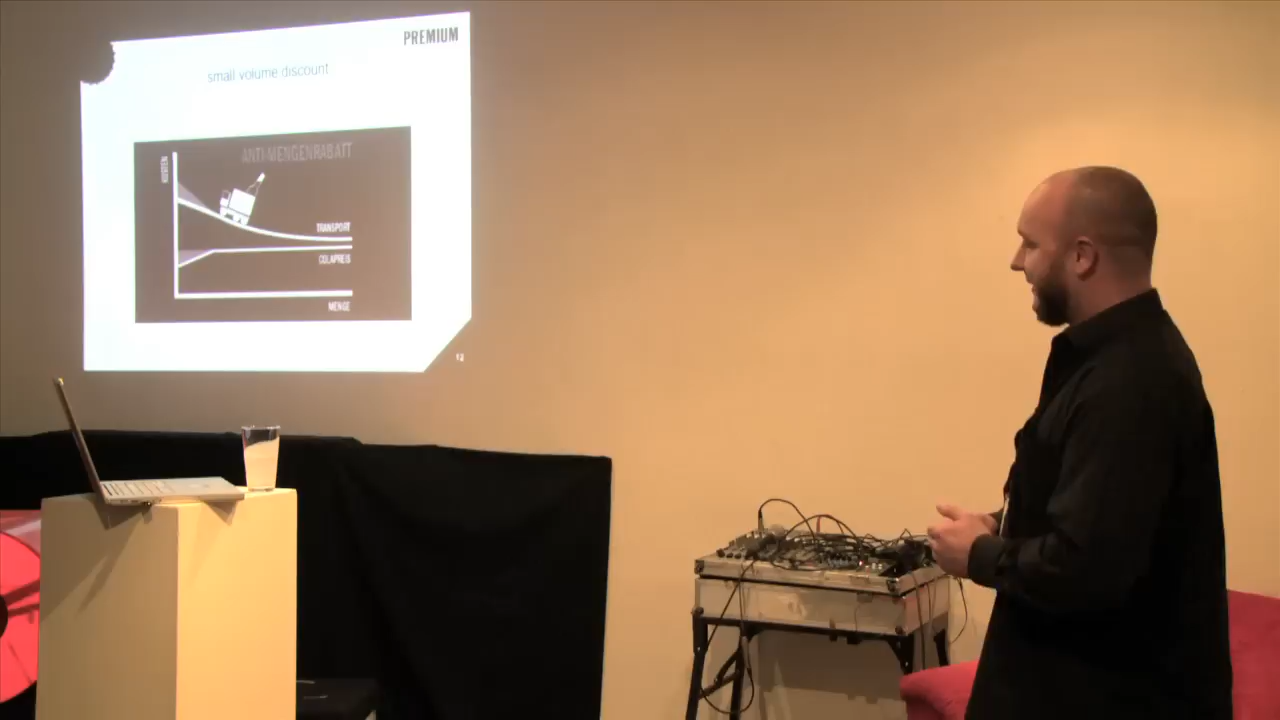 PREMIUM
small volume discount
ANTI-MENGENRABATT
KOSTEN
TRANSPORT
COLAPREIS
MENGE